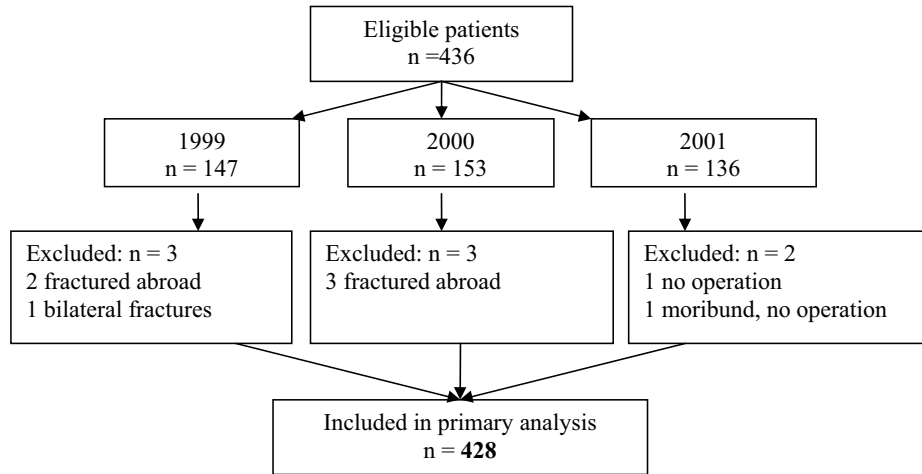 Eligible patients
n =436
1999
n = 147
2000
n = 153
2001
n = 136
Excluded: n = 3
2 fractured abroad
1 bilateral fractures
Excluded: n = 3
3 fractured abroad
Excluded: n = 2
1 no operation
1 moribund, no operation
Included in primary analysis
n = 428